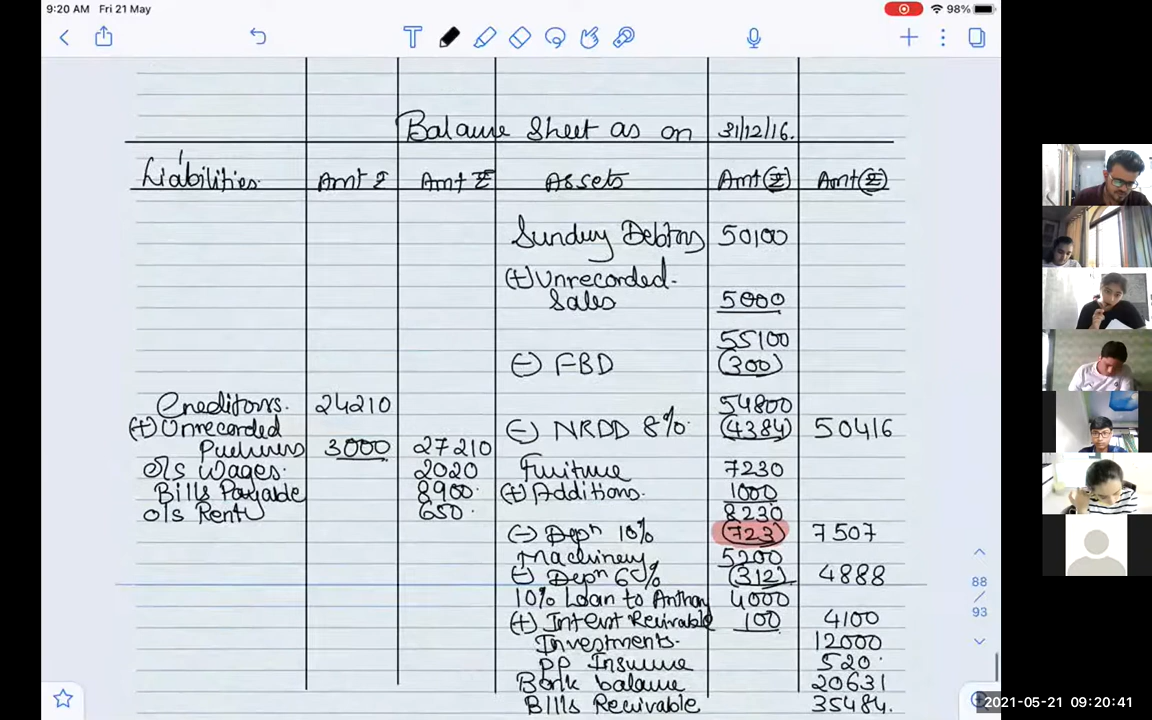 9:20 AM Fri 21 May
98%
Balance Sheet as on 31/12/16.
Liabilities Amt ₹ Amt ₹ Assets Amt (₹) Amt (₹)
Sundry Debtors 50100
(+) Unrecorded
Sales 5000
55100
(-) FBD (300)
Creditors. 24210 54800
(+) Unrecorded (-) NRDD 8% (4384) 50416
Purchases 3000 27210
o/s Wages. 2020 Furniture 7230
Bills Payable 8900 (+) Additions. 1000
o/s Rent 650 8230
(-) Depn 10% (723) 7507
Machinery 5200
(-) Depn 6% (312) 4888
10% Loan to Anthony 4000
(+) Interest Receivable 100 4100
Investments. 12000
PP Insurance 520
Bank balance 20631
Bills Receivable 35484.
88
/
93
2021-05-21 09:20:41